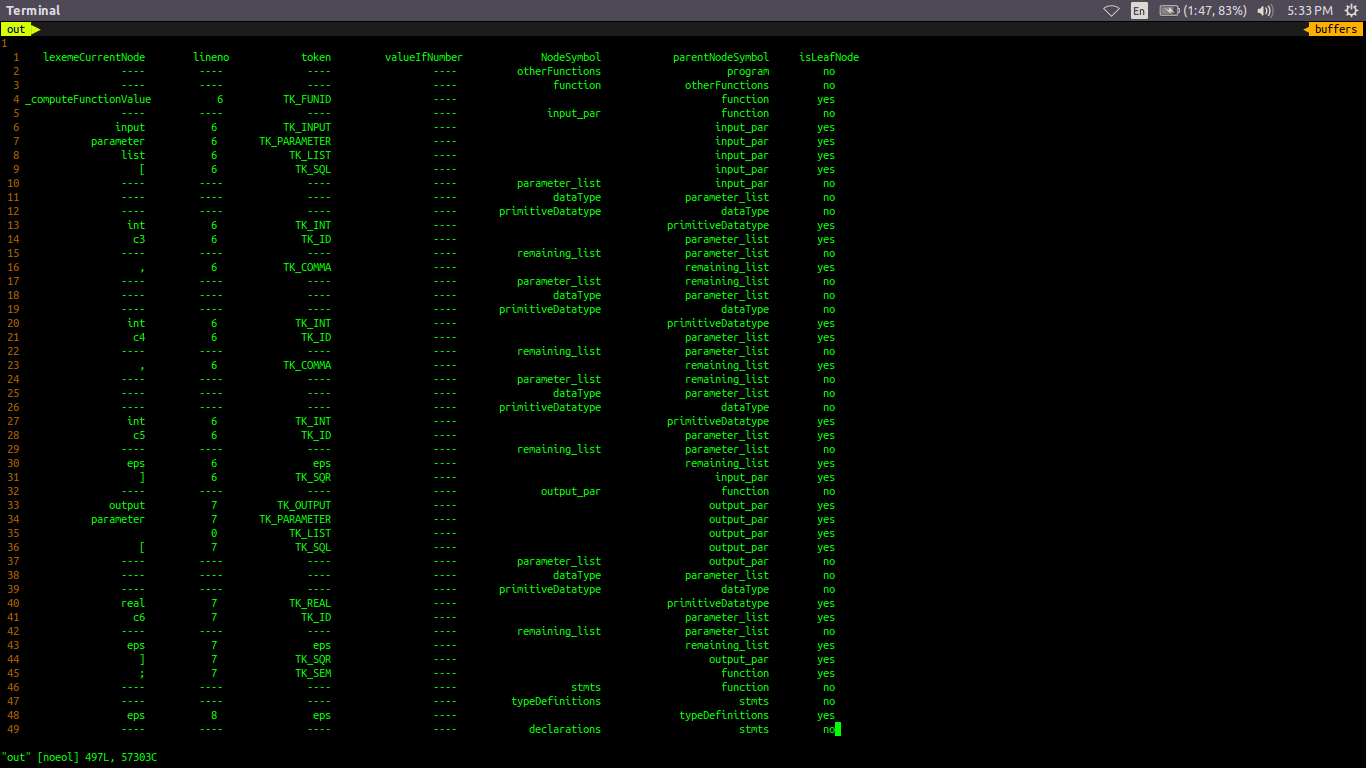 Terminal En (1:47, 83%) 5:33 PM
out buffers
1
1 lexemeCurrentNode lineno token valueIfNumber NodeSymbol parentNodeSymbol isLeafNode
2 ---- ---- ---- ---- otherFunctions program no
3 ---- ---- ---- ---- function otherFunctions no
4 _computeFunctionValue 6 TK_FUNID ---- function yes
5 ---- ---- ---- ---- input_par function no
6 input 6 TK_INPUT ---- input_par yes
7 parameter 6 TK_PARAMETER ---- input_par yes
8 list 6 TK_LIST ---- input_par yes
9 [ 6 TK_SQL ---- input_par yes
10 ---- ---- ---- ---- parameter_list input_par no
11 ---- ---- ---- ---- dataType parameter_list no
12 ---- ---- ---- ---- primitiveDatatype dataType no
13 int 6 TK_INT ---- primitiveDatatype yes
14 c3 6 TK_ID ---- parameter_list yes
15 ---- ---- ---- ---- remaining_list parameter_list no
16 , 6 TK_COMMA ---- remaining_list yes
17 ---- ---- ---- ---- parameter_list remaining_list no
18 ---- ---- ---- ---- dataType parameter_list no
19 ---- ---- ---- ---- primitiveDatatype dataType no
20 int 6 TK_INT ---- primitiveDatatype yes
21 c4 6 TK_ID ---- parameter_list yes
22 ---- ---- ---- ---- remaining_list parameter_list no
23 , 6 TK_COMMA ---- remaining_list yes
24 ---- ---- ---- ---- parameter_list remaining_list no
25 ---- ---- ---- ---- dataType parameter_list no
26 ---- ---- ---- ---- primitiveDatatype dataType no
27 int 6 TK_INT ---- primitiveDatatype yes
28 c5 6 TK_ID ---- parameter_list yes
29 ---- ---- ---- ---- remaining_list parameter_list no
30 eps 6 eps ---- remaining_list yes
31 ] 6 TK_SQR ---- input_par yes
32 ---- ---- ---- ---- output_par function no
33 output 7 TK_OUTPUT ---- output_par yes
34 parameter 7 TK_PARAMETER ---- output_par yes
35 0 TK_LIST ---- output_par yes
36 [ 7 TK_SQL ---- output_par yes
37 ---- ---- ---- ---- parameter_list output_par no
38 ---- ---- ---- ---- dataType parameter_list no
39 ---- ---- ---- ---- primitiveDatatype dataType no
40 real 7 TK_REAL ---- primitiveDatatype yes
41 c6 7 TK_ID ---- parameter_list yes
42 ---- ---- ---- ---- remaining_list parameter_list no
43 eps 7 eps ---- remaining_list yes
44 ] 7 TK_SQR ---- output_par yes
45 ; 7 TK_SEM ---- function yes
46 ---- ---- ---- ---- stmts function no
47 ---- ---- ---- ---- typeDefinitions stmts no
48 eps 8 eps ---- typeDefinitions yes
49 ---- ---- ---- ---- declarations stmts no
"out" [noeol] 497L, 57303C